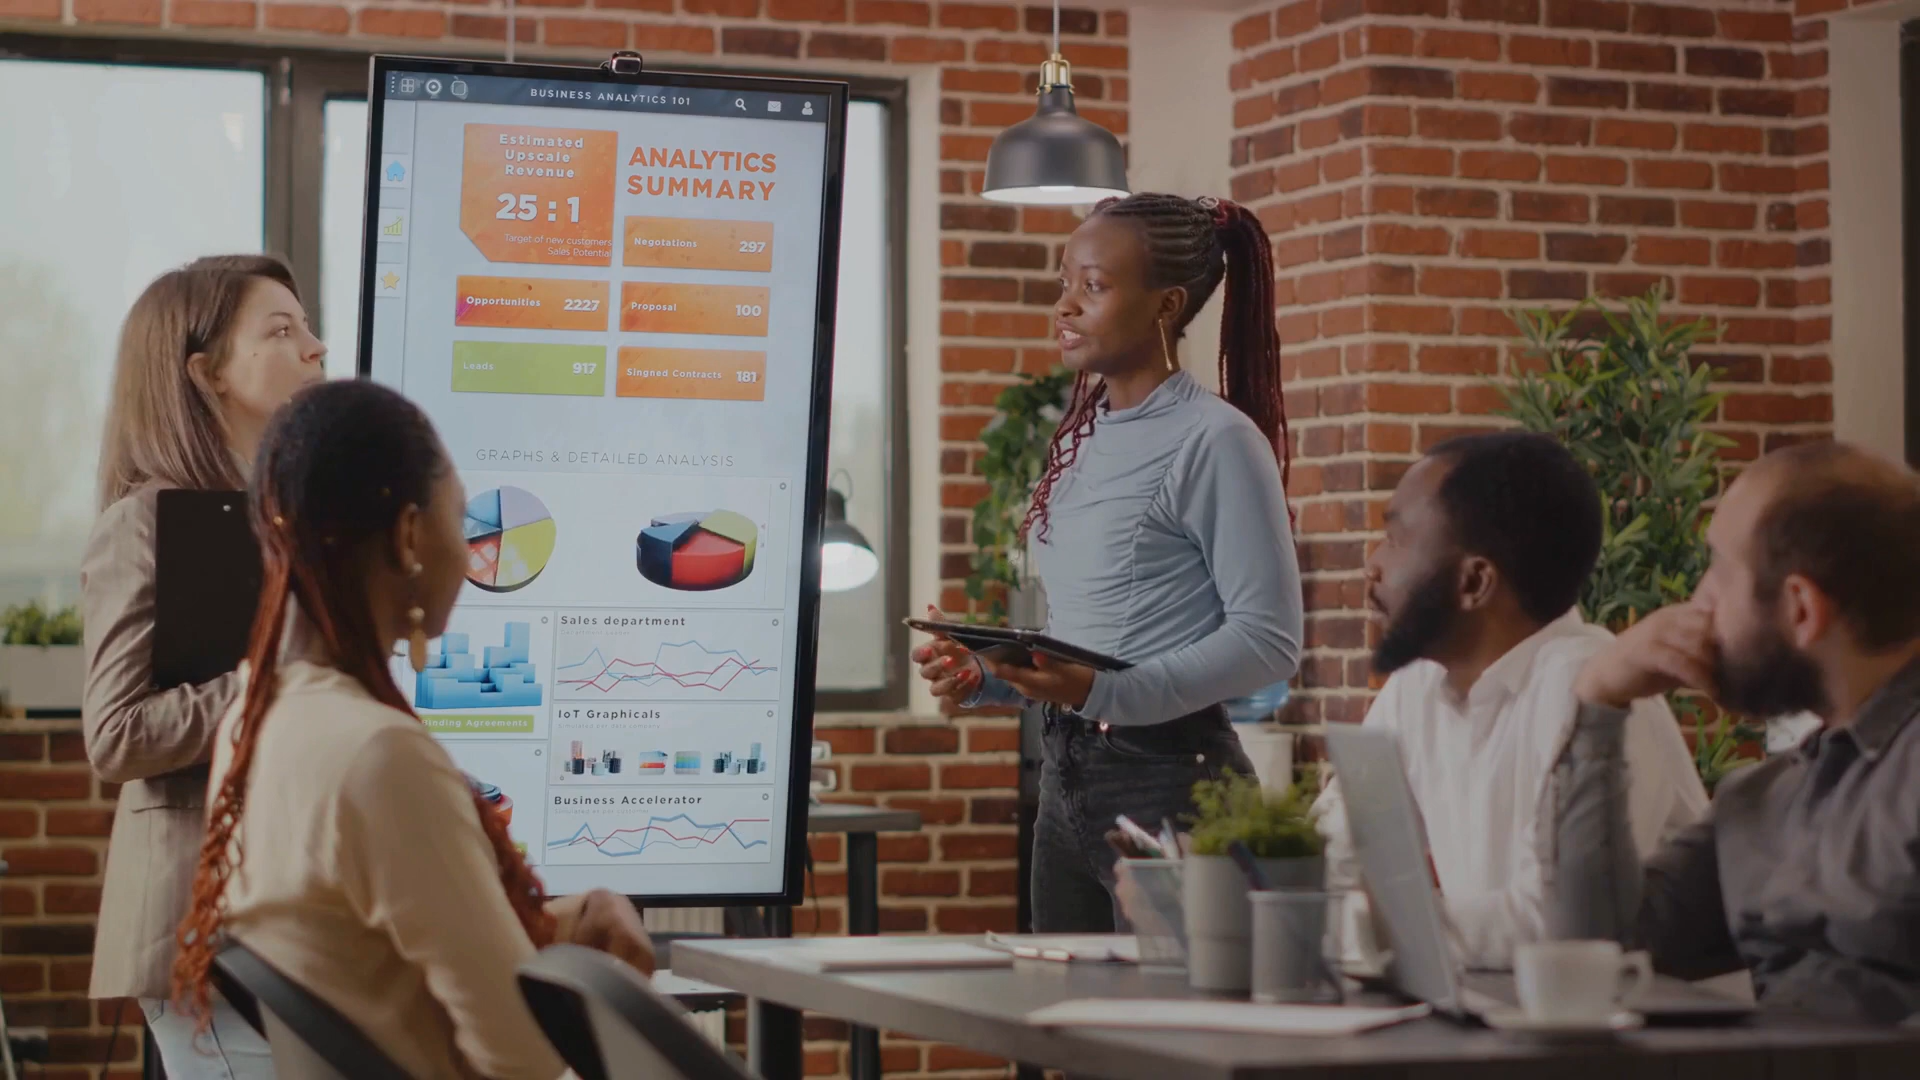 BUSINESS ANALYTICS 101
Estimated
Upscale
Revenue
25 : 1
Target of new customers
Sales Potential
ANALYTICS
SUMMARY
Negotations 297
Opportunities 2227
Proposal 100
Leads 917
Singned Contracts 181
GRAPHS & DETAILED ANALYSIS
Sales department
Binding Agreements
IoT Graphicals
Business Accelerator